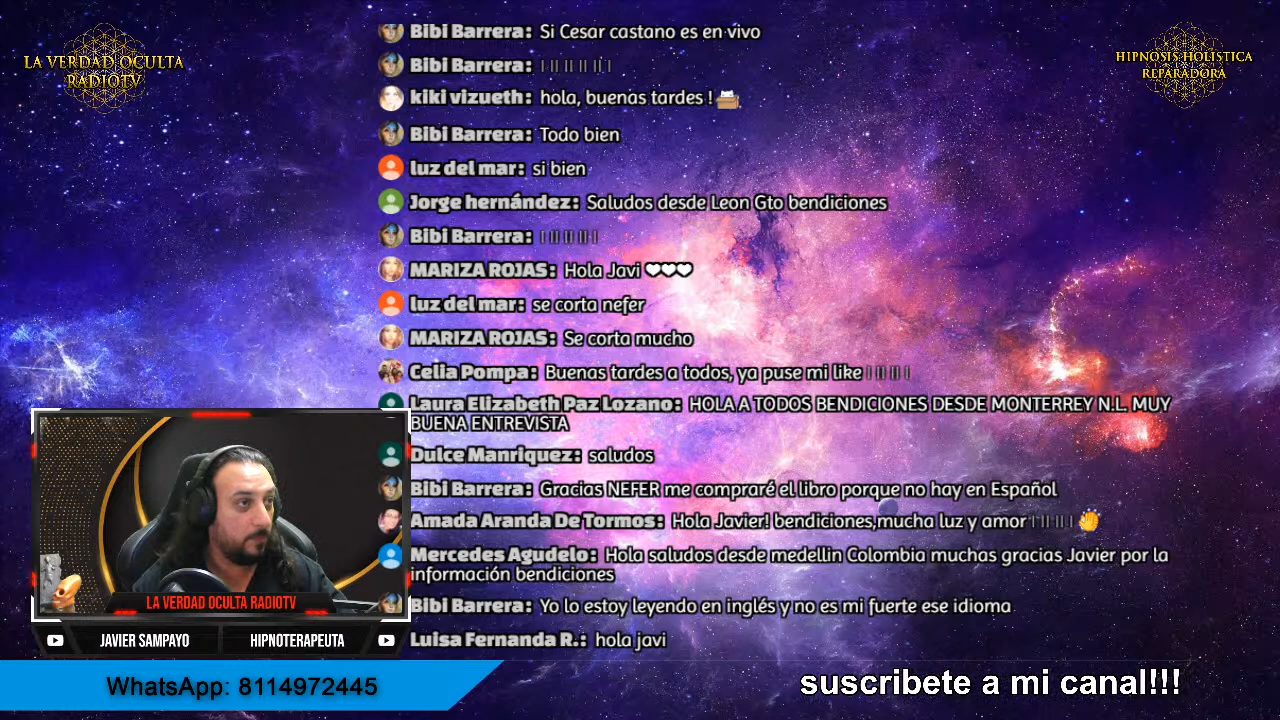 LA VERDAD OCULTA
RADIOTV
HIPNOSIS HOLISTICA
REPARADORA
Bibi Barrera: Si Cesar castano es en vivo
Bibi Barrera:
kiki vizueth: hola, buenas tardes !
Bibi Barrera: Todo bien
luz del mar: si bien
Jorge hernández: Saludos desde Leon Gto bendiciones
Bibi Barrera:
MARIZA ROJAS: Hola Javi 🤍🤍🤍
luz del mar: se corta nefer
MARIZA ROJAS: Se corta mucho
Celia Pompa: Buenas tardes a todos, ya puse mi like
Laura Elizabeth Paz Lozano: HOLA A TODOS BENDICIONES DESDE MONTERREY N.L. MUY
BUENA ENTREVISTA
Dulce Manriquez: saludos
Bibi Barrera: Gracias NEFER me compraré el libro porque no hay en Español
Amada Aranda De Tormos: Hola Javier! bendiciones,mucha luz y amor 👏
Mercedes Agudelo: Hola saludos desde medellin Colombia muchas gracias Javier por la
información bendiciones
Bibi Barrera: Yo lo estoy leyendo en inglés y no es mi fuerte ese idioma
Luisa Fernanda R.: hola javi
LA VERDAD OCULTA RADIOTV
JAVIER SAMPAYO
HIPNOTERAPEUTA
WhatsApp: 8114972445
suscribete a mi canal!!!